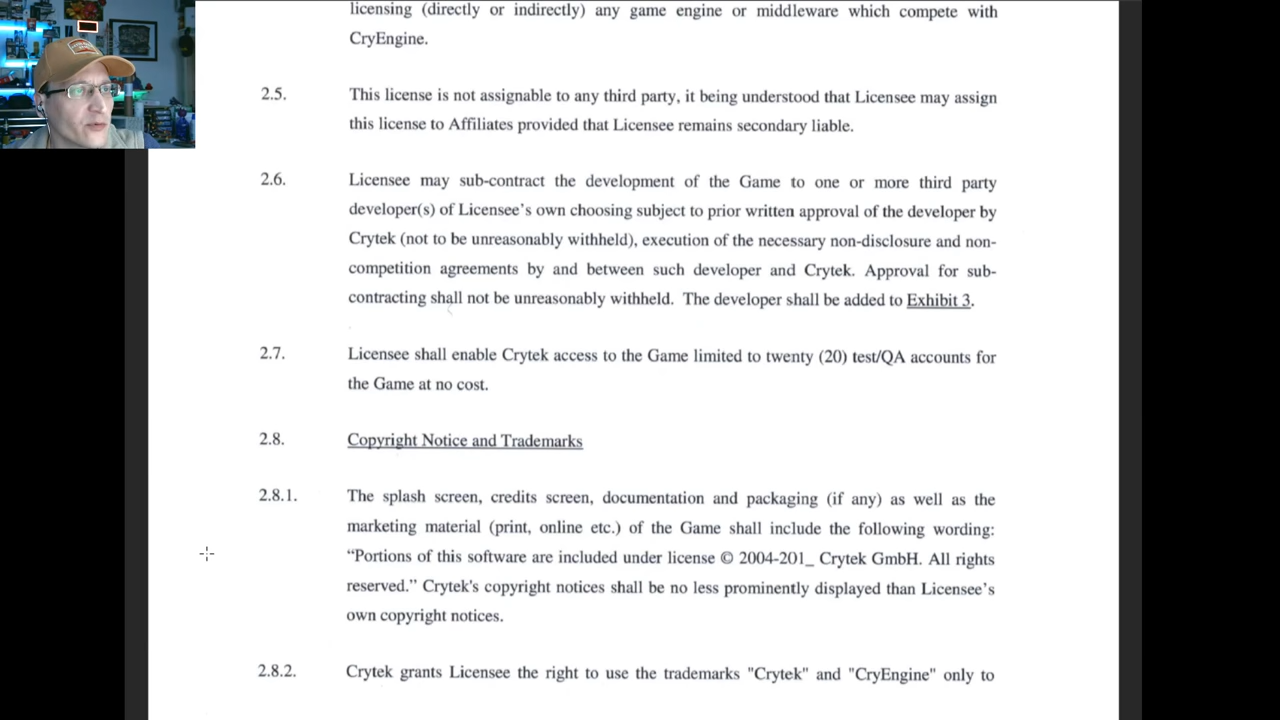 licensing (directly or indirectly) any game engine or middleware which compete with
CryEngine.
2.5. This license is not assignable to any third party, it being understood that Licensee may assign
this license to Affiliates provided that Licensee remains secondary liable.
2.6. Licensee may sub-contract the development of the Game to one or more third party
developer(s) of Licensee's own choosing subject to prior written approval of the developer by
Crytek (not to be unreasonably withheld), execution of the necessary non-disclosure and non-
competition agreements by and between such developer and Crytek. Approval for sub-
contracting shall not be unreasonably withheld. The developer shall be added to Exhibit 3.
2.7. Licensee shall enable Crytek access to the Game limited to twenty (20) test/QA accounts for
the Game at no cost.
2.8. Copyright Notice and Trademarks
2.8.1. The splash screen, credits screen, documentation and packaging (if any) as well as the
marketing material (print, online etc.) of the Game shall include the following wording:
“Portions of this software are included under license © 2004-201_ Crytek GmbH. All rights
reserved.” Crytek's copyright notices shall be no less prominently displayed than Licensee's
own copyright notices.
2.8.2. Crytek grants Licensee the right to use the trademarks "Crytek" and "CryEngine" only to